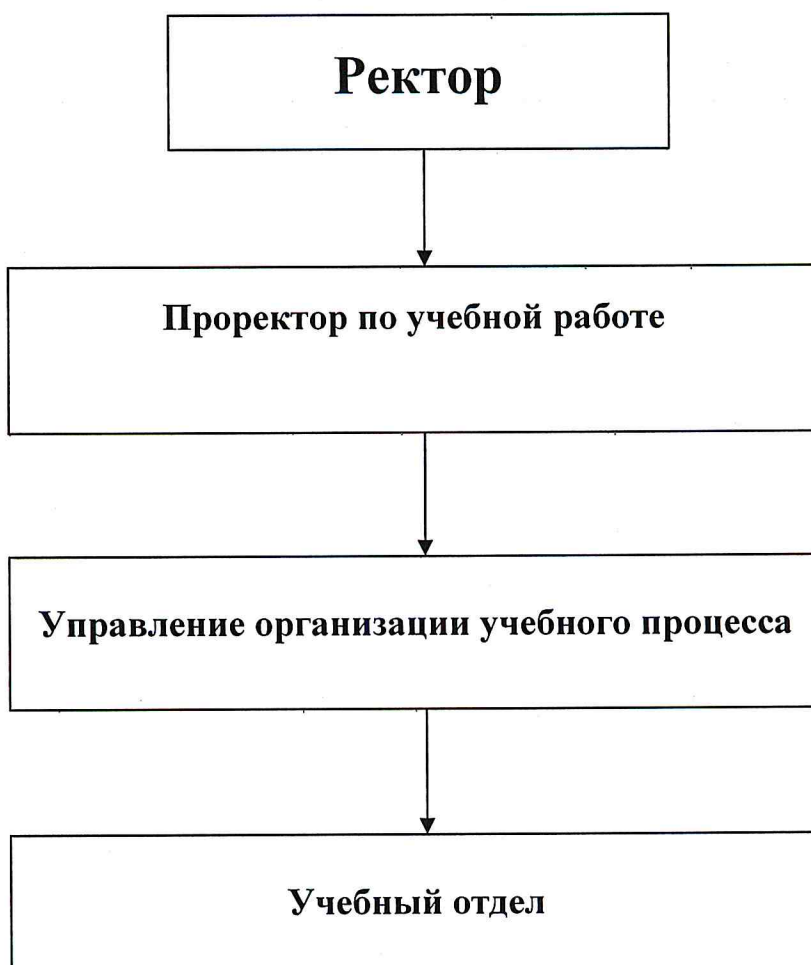 Ректор
Проректор по учебной работе
Управление организации учебного процесса
Учебный отдел